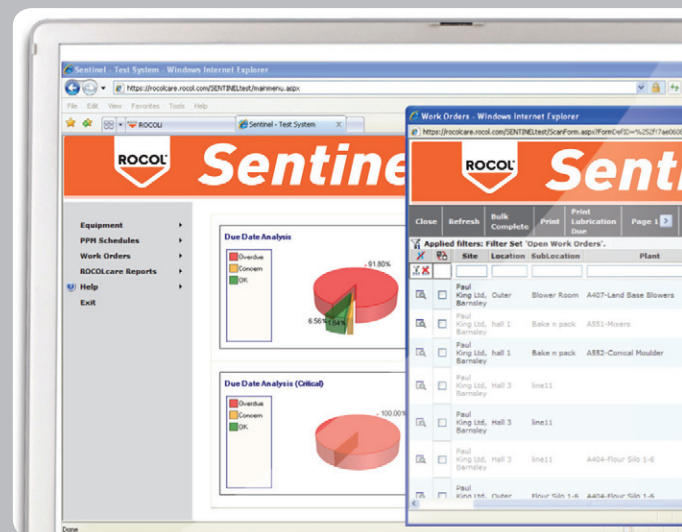 Sentinel - Test System - Windows Internet Explorer
https://rocolcare.rocol.com/SENTINELtest/mainmenu.aspx
File Edit View Favorites Tools Help
ROCOLI
Sentinel - Test System X
ROCOL
Sentine
Equipment
PPM Schedules
Work Orders
ROCOLcare Reports
Help
Exit
Due Date Analysis
Overdue
Concern
OK
91.80%
6.56%
1.64%
Due Date Analysis (Critical)
Overdue
Concern
OK
100.00%
Done
Work Orders - Windows Internet Explorer
ROCOL
Senti
Close Refresh Bulk Complete Print Print Lubrication Due Page 1
Applied filters: Filter Set 'Open Work Orders'.
Site Location SubLocation Plant
Paul King Ltd, Barnsley Outer Blower Room A407-Land Base Blowers
Paul King Ltd, Barnsley hall 1 Bake n pack A551-Mixers
Paul King Ltd, Barnsley hall 1 Bake n pack A552-Conical Moulder
Paul King Ltd, Barnsley Hall 3 line11
Paul King Ltd, Barnsley Hall 3 line11
Paul King Ltd, Barnsley Hall 3 line11 A404-Flour Silo 1-6
Paul King Ltd, Outer Flour Silo 1-6 A404-Flour Silo 1-6